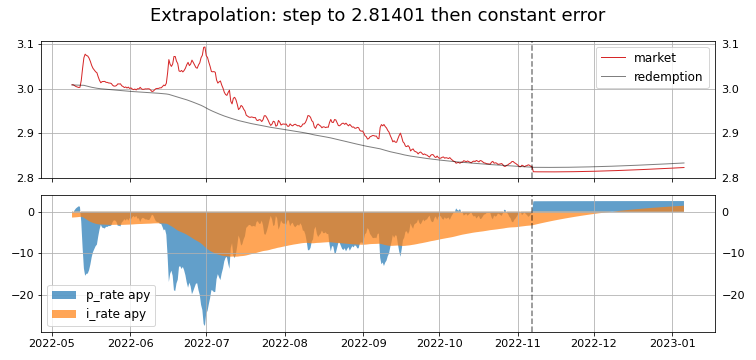 Extrapolation: step to 2.81401 then constant error
3.1
3.0
2.9
2.8
market
redemption
3.1
3.0
2.9
2.8
0
−10
−20
p_rate apy
i_rate apy
0
−10
−20
2022-05 2022-06 2022-07 2022-08 2022-09 2022-10 2022-11 2022-12 2023-01